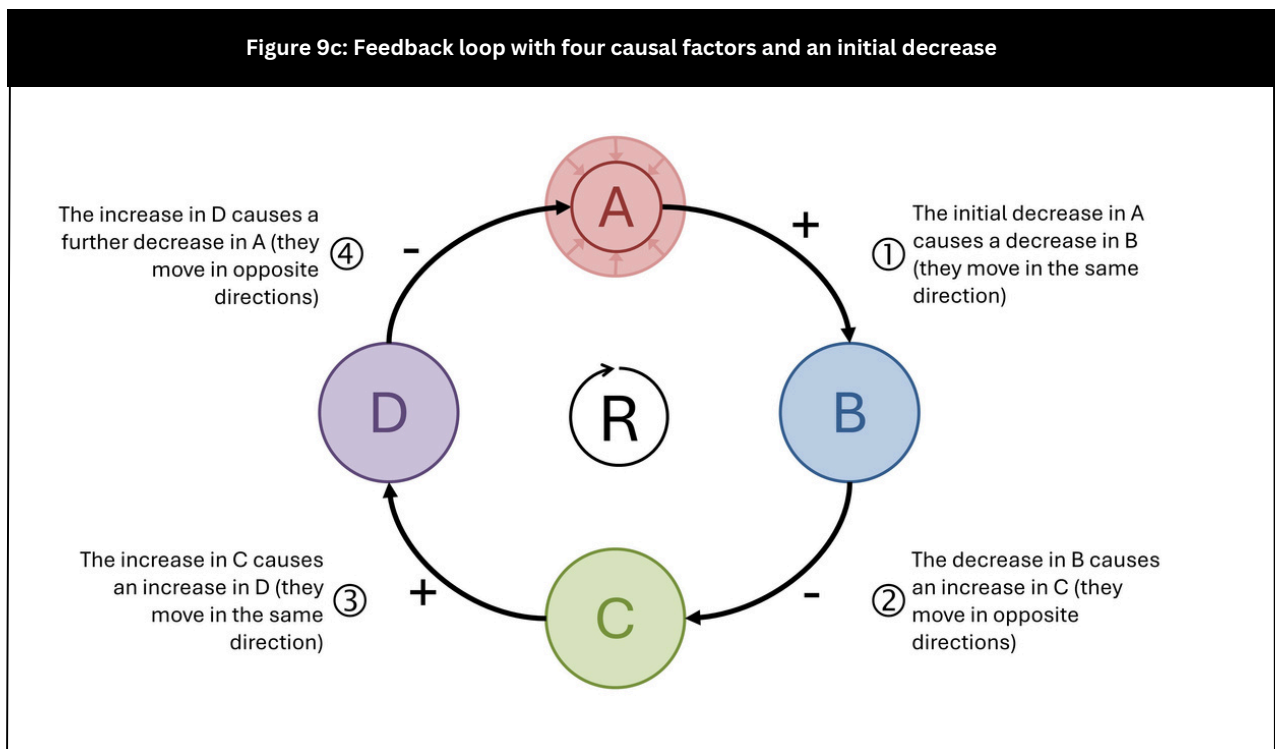 Figure 9c: Feedback loop with four causal factors and an initial decrease
A
+
①
The initial decrease in A
causes a decrease in B
(they move in the same
direction)
B
-
②
The decrease in B causes
an increase in C (they
move in opposite
directions)
C
+
③
The increase in C causes
an increase in D (they
move in the same
direction)
D
-
④
The increase in D causes a
further decrease in A (they
move in opposite
directions)
R